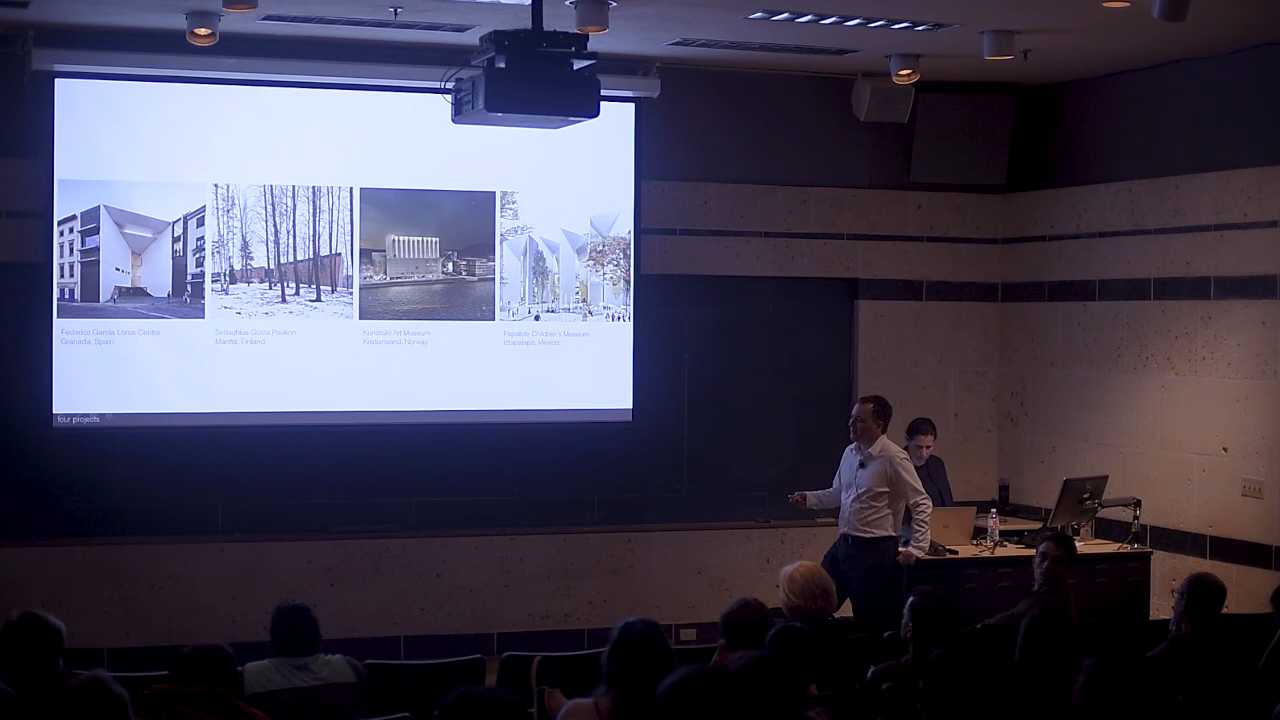 Federico García Lorca Centre
Granada, Spain
Serlachius Gösta Pavilion
Mänttä, Finland
Kunstsilo Art Museum
Kristiansand, Norway
Papalote Children's Museum
Iztapalapa, México
four projects